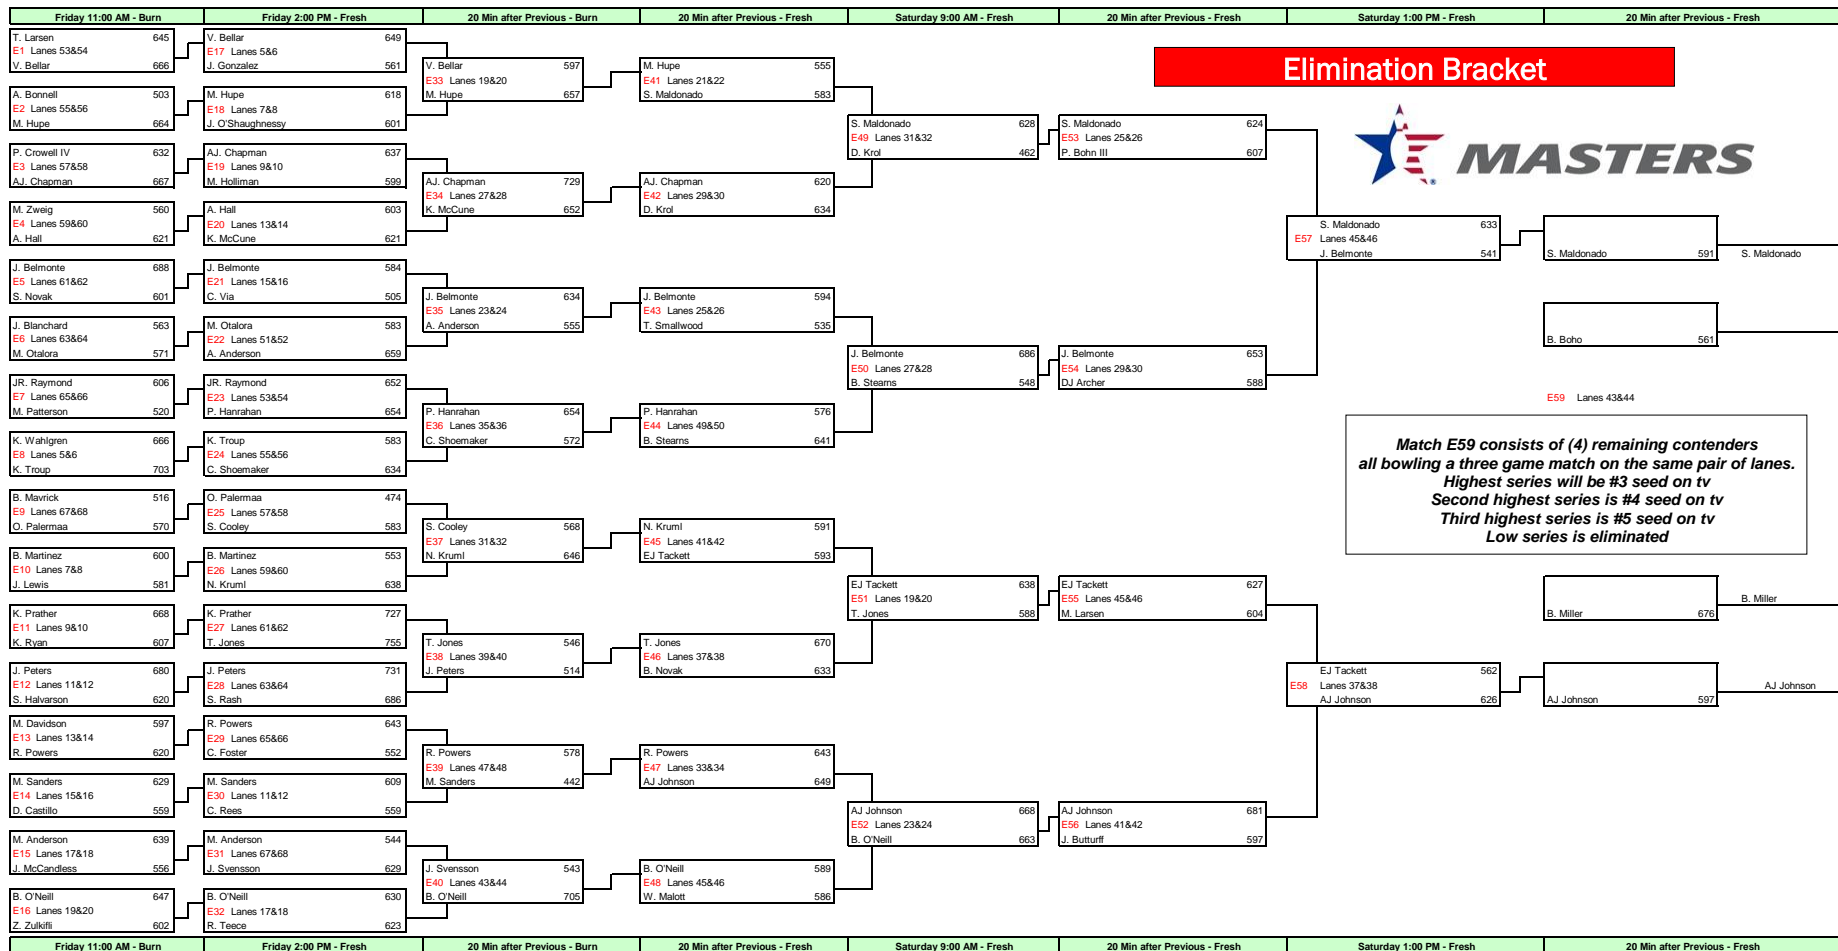 Friday 11:00 AM - Burn
Friday 2:00 PM - Fresh
20 Min after Previous - Burn
20 Min after Previous - Fresh
Saturday 9:00 AM - Fresh
20 Min after Previous - Fresh
Saturday 1:00 PM - Fresh
20 Min after Previous - Fresh
T. Larsen 645
E1 Lanes 53&54
V. Bellar 666
A. Bonnell 503
E2 Lanes 55&56
M. Hupe 664
P. Crowell IV 632
E3 Lanes 57&58
AJ. Chapman 667
M. Zweig 560
E4 Lanes 59&60
A. Hall 621
J. Belmonte 688
E5 Lanes 61&62
S. Novak 601
J. Blanchard 563
E6 Lanes 63&64
M. Otalora 571
JR. Raymond 606
E7 Lanes 65&66
M. Patterson 520
K. Wahlgren 666
E8 Lanes 5&6
K. Troup 703
B. Mavrick 516
E9 Lanes 67&68
O. Palermaa 570
B. Martinez 600
E10 Lanes 7&8
J. Lewis 581
K. Prather 668
E11 Lanes 9&10
K. Ryan 607
J. Peters 680
E12 Lanes 11&12
S. Halvarson 620
M. Davidson 597
E13 Lanes 13&14
R. Powers 620
M. Sanders 629
E14 Lanes 15&16
D. Castillo 559
M. Anderson 639
E15 Lanes 17&18
J. McCandless 556
B. O'Neill 647
E16 Lanes 19&20
Z. Zulkifli 602
V. Bellar 649
E17 Lanes 5&6
J. Gonzalez 561
M. Hupe 618
E18 Lanes 7&8
J. O'Shaughnessy 601
AJ. Chapman 637
E19 Lanes 9&10
M. Holliman 599
A. Hall 603
E20 Lanes 13&14
K. McCune 621
J. Belmonte 584
E21 Lanes 15&16
C. Via 505
M. Otalora 583
E22 Lanes 51&52
A. Anderson 659
JR. Raymond 652
E23 Lanes 53&54
P. Hanrahan 654
K. Troup 583
E24 Lanes 55&56
C. Shoemaker 634
O. Palermaa 474
E25 Lanes 57&58
S. Cooley 583
B. Martinez 553
E26 Lanes 59&60
N. Kruml 638
K. Prather 727
E27 Lanes 61&62
T. Jones 755
J. Peters 731
E28 Lanes 63&64
S. Rash 686
R. Powers 643
E29 Lanes 65&66
C. Foster 552
M. Sanders 609
E30 Lanes 11&12
C. Rees 559
M. Anderson 544
E31 Lanes 67&68
J. Svensson 629
B. O'Neill 630
E32 Lanes 17&18
R. Teece 623
V. Bellar 597
E33 Lanes 19&20
M. Hupe 657
AJ. Chapman 729
E34 Lanes 27&28
K. McCune 652
J. Belmonte 634
E35 Lanes 23&24
A. Anderson 555
P. Hanrahan 654
E36 Lanes 35&36
C. Shoemaker 572
S. Cooley 568
E37 Lanes 31&32
N. Kruml 646
T. Jones 546
E38 Lanes 39&40
J. Peters 514
R. Powers 578
E39 Lanes 47&48
M. Sanders 442
J. Svensson 543
E40 Lanes 43&44
B. O'Neill 705
M. Hupe 555
E41 Lanes 21&22
S. Maldonado 583
AJ. Chapman 620
E42 Lanes 29&30
D. Krol 634
J. Belmonte 594
E43 Lanes 25&26
T. Smallwood 535
P. Hanrahan 576
E44 Lanes 49&50
B. Stearns 641
N. Kruml 591
E45 Lanes 41&42
EJ Tackett 593
T. Jones 670
E46 Lanes 37&38
B. Novak 633
R. Powers 643
E47 Lanes 33&34
AJ Johnson 649
B. O'Neill 589
E48 Lanes 45&46
W. Malott 586
S. Maldonado 628
E49 Lanes 31&32
D. Krol 462
J. Belmonte 686
E50 Lanes 27&28
B. Stearns 548
EJ Tackett 638
E51 Lanes 19&20
T. Jones 588
AJ Johnson 668
E52 Lanes 23&24
B. O'Neill 663
S. Maldonado 624
E53 Lanes 25&26
P. Bohn III 607
J. Belmonte 653
E54 Lanes 29&30
DJ Archer 588
EJ Tackett 627
E55 Lanes 45&46
M. Larsen 604
AJ Johnson 681
E56 Lanes 41&42
J. Butturff 597
Elimination Bracket
MASTERS
S. Maldonado 633
E57 Lanes 45&46
J. Belmonte 541
EJ Tackett 562
E58 Lanes 37&38
AJ Johnson 626
S. Maldonado 591
S. Maldonado
B. Boho 561
E59 Lanes 43&44
Match E59 consists of (4) remaining contenders
all bowling a three game match on the same pair of lanes.
Highest series will be #3 seed on tv
Second highest series is #4 seed on tv
Third highest series is #5 seed on tv
Low series is eliminated
B. Miller
B. Miller 676
AJ Johnson
AJ Johnson 597
Friday 11:00 AM - Burn
Friday 2:00 PM - Fresh
20 Min after Previous - Burn
20 Min after Previous - Fresh
Saturday 9:00 AM - Fresh
20 Min after Previous - Fresh
Saturday 1:00 PM - Fresh
20 Min after Previous - Fresh